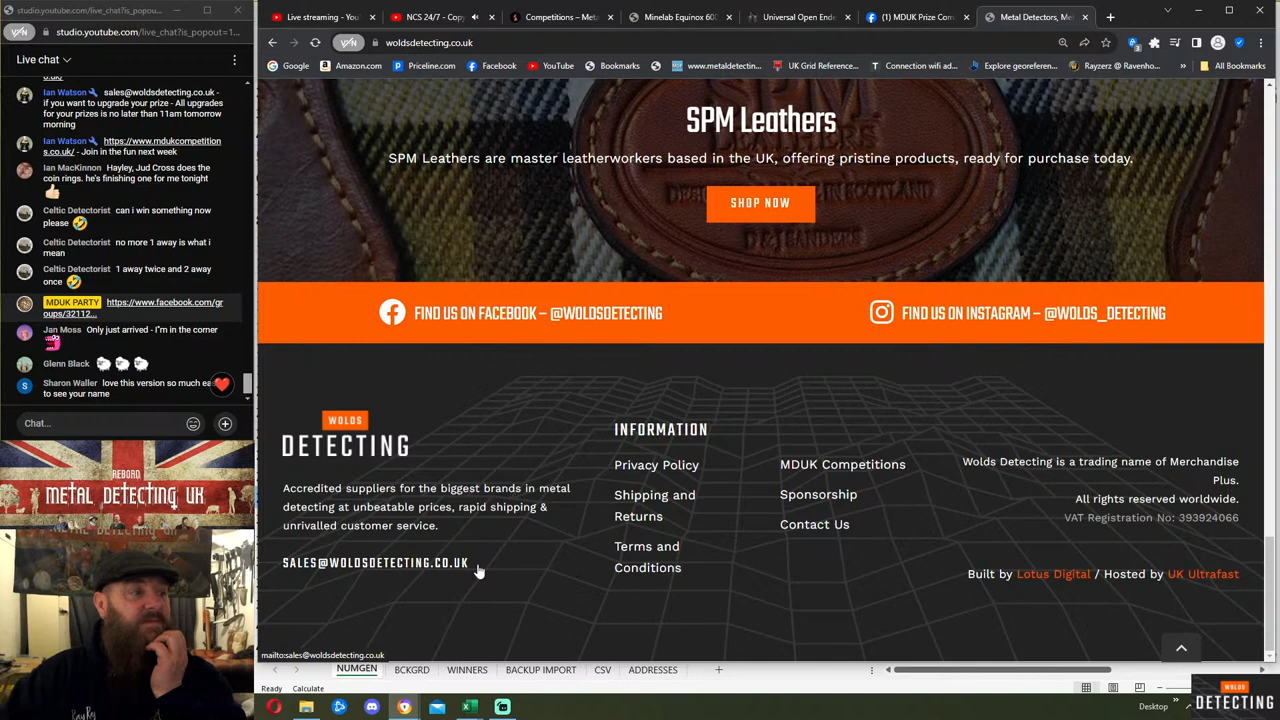 studio.youtube.com/live_chat?is_popout=1...
studio.youtube.com/live_chat?is_popout=1...
Live chat
Ian Watson sales@woldsdetecting.co.uk -
if you want to upgrade your prize - All upgrades
for your prizes is no later than 11am tomorrow
morning
Ian Watson https://www.mdukcompetition
s.co.uk/ - Join in the fun next week
Ian MacKinnon Hayley, Jud Cross does the
coin rings. he's finishing one for me tonight
Celtic Detectorist can i win something now
please
Celtic Detectorist no more 1 away is what i
mean
Celtic Detectorist 1 away twice and 2 away
once
MDUK PARTY https://www.facebook.com/gr
oups/32112...
Jan Moss Only just arrived - I"m in the corner
Glenn Black
Sharon Waller love this version so much ea
to see your name
Chat...
REBORN
METAL DETECTING UK
Live streaming - You
NCS 24/7 - Copy
Competitions – Meta
Minelab Equinox 600
Universal Open Ende
(1) MDUK Prize Com
Metal Detectors, Me
woldsdetecting.co.uk
Google
Amazon.com
Priceline.com
Facebook
YouTube
Bookmarks
www.metaldetectin...
UK Grid Reference...
Connection wifi ad...
Explore georeferen...
Rayzerz @ Ravenho...
»
All Bookmarks
SPM Leathers
SPM Leathers are master leatherworkers based in the UK, offering pristine products, ready for purchase today.
SHOP NOW
FIND US ON FACEBOOK – @WOLDSDETECTING
FIND US ON INSTAGRAM – @WOLDS_DETECTING
WOLDS
DETECTING
Accredited suppliers for the biggest brands in metal
detecting at unbeatable prices, rapid shipping &
unrivalled customer service.
SALES@WOLDSDETECTING.CO.UK
INFORMATION
Privacy Policy
Shipping and
Returns
Terms and
Conditions
MDUK Competitions
Sponsorship
Contact Us
Wolds Detecting is a trading name of Merchandise
Plus.
All rights reserved worldwide.
VAT Registration No: 393924066
Built by Lotus Digital / Hosted by UK Ultrafast
mailto:sales@woldsdetecting.co.uk
NUMGEN
BCKGRD
WINNERS
BACKUP IMPORT
CSV
ADDRESSES
Ready
Calculate
Desktop
WOLDS
DETECTING